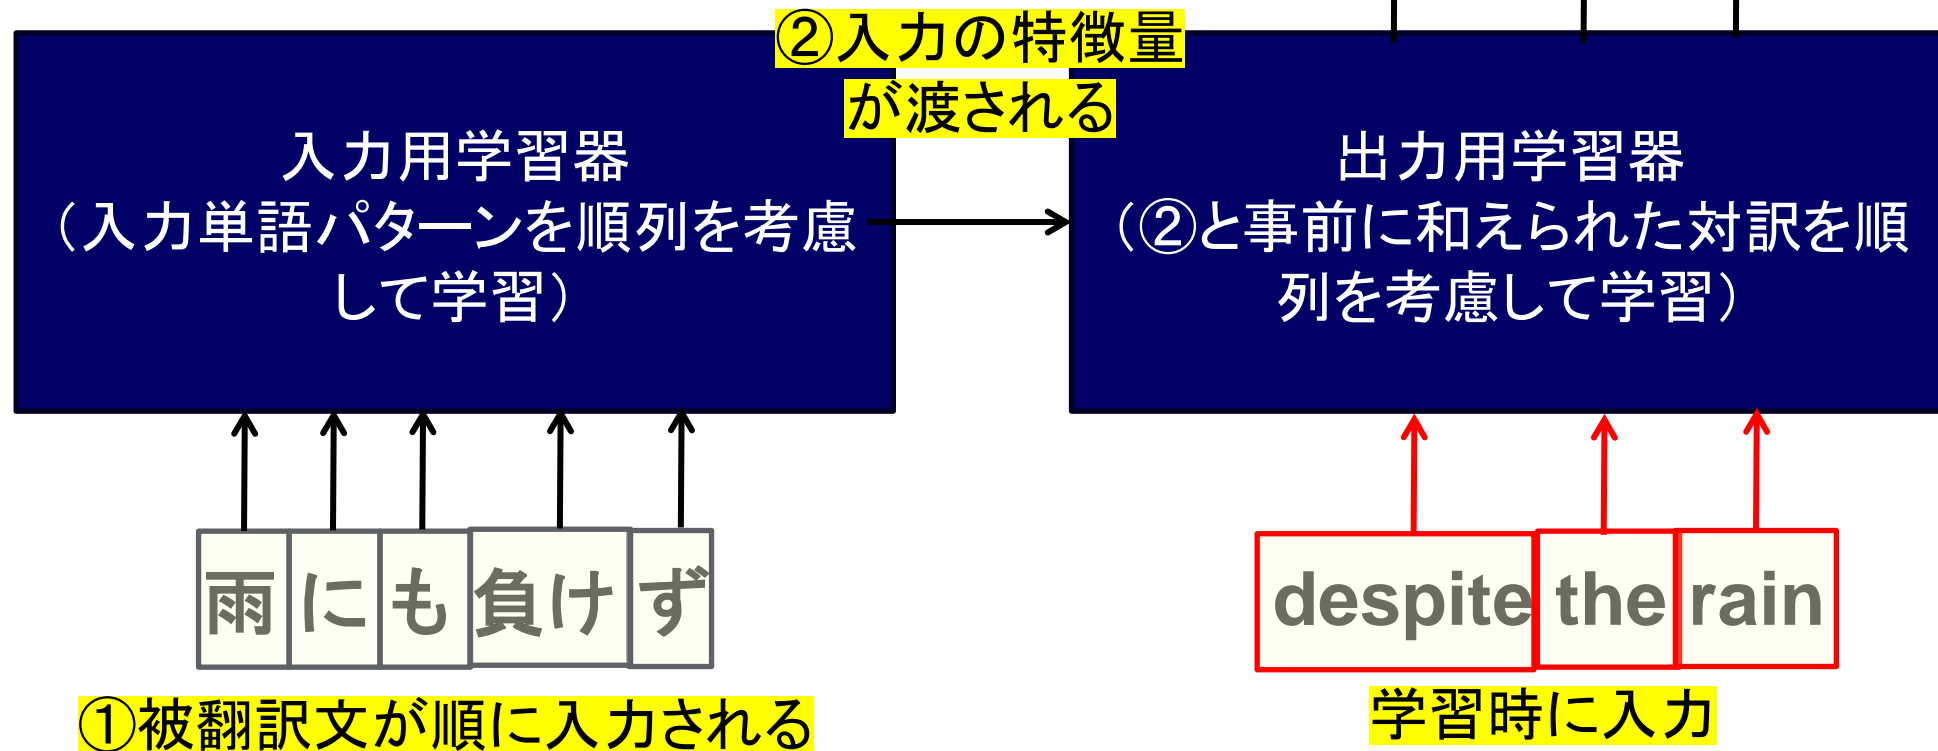 ②入力の特徴量
が渡される
入力用学習器
（入力単語パターンを順列を考慮
して学習）
出力用学習器
（②と事前に和えられた対訳を順
列を考慮して学習）
雨 に も 負け ず
despite the rain
①被翻訳文が順に入力される
学習時に入力